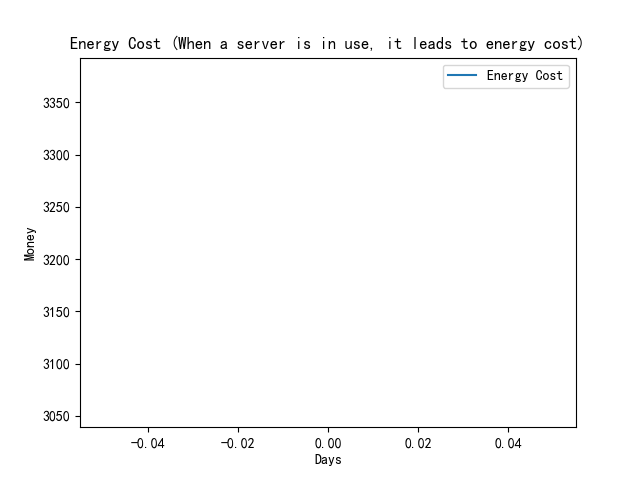 Energy Cost (When a server is in use, it leads to energy cost)
Energy Cost
3350
3300
3250
3200
3150
3100
3050
Money
-0.04 -0.02 0.00 0.02 0.04
Days